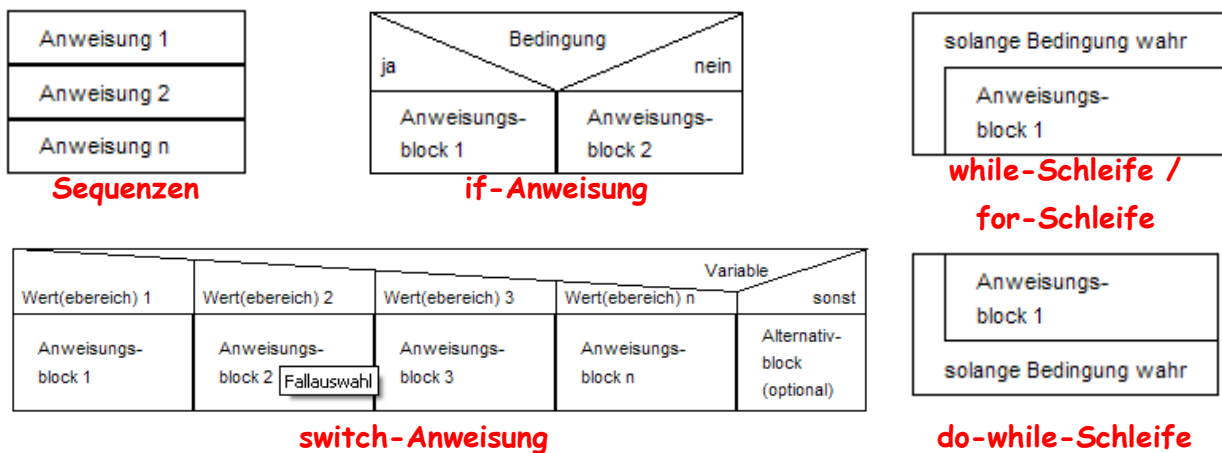 Anweisung 1
Anweisung 2
Anweisung n
Sequenzen
Bedingung
ja
nein
Anweisungs-
block 1
Anweisungs-
block 2
if-Anweisung
solange Bedingung wahr
Anweisungs-
block 1
while-Schleife /
for-Schleife
Variable
Wert(ebereich) 1
Wert(ebereich) 2
Wert(ebereich) 3
Wert(ebereich) n
sonst
Anweisungs-
block 1
Anweisungs-
block 2
Fallauswahl
Anweisungs-
block 3
Anweisungs-
block n
Alternativ-
block
(optional)
switch-Anweisung
Anweisungs-
block 1
solange Bedingung wahr
do-while-Schleife